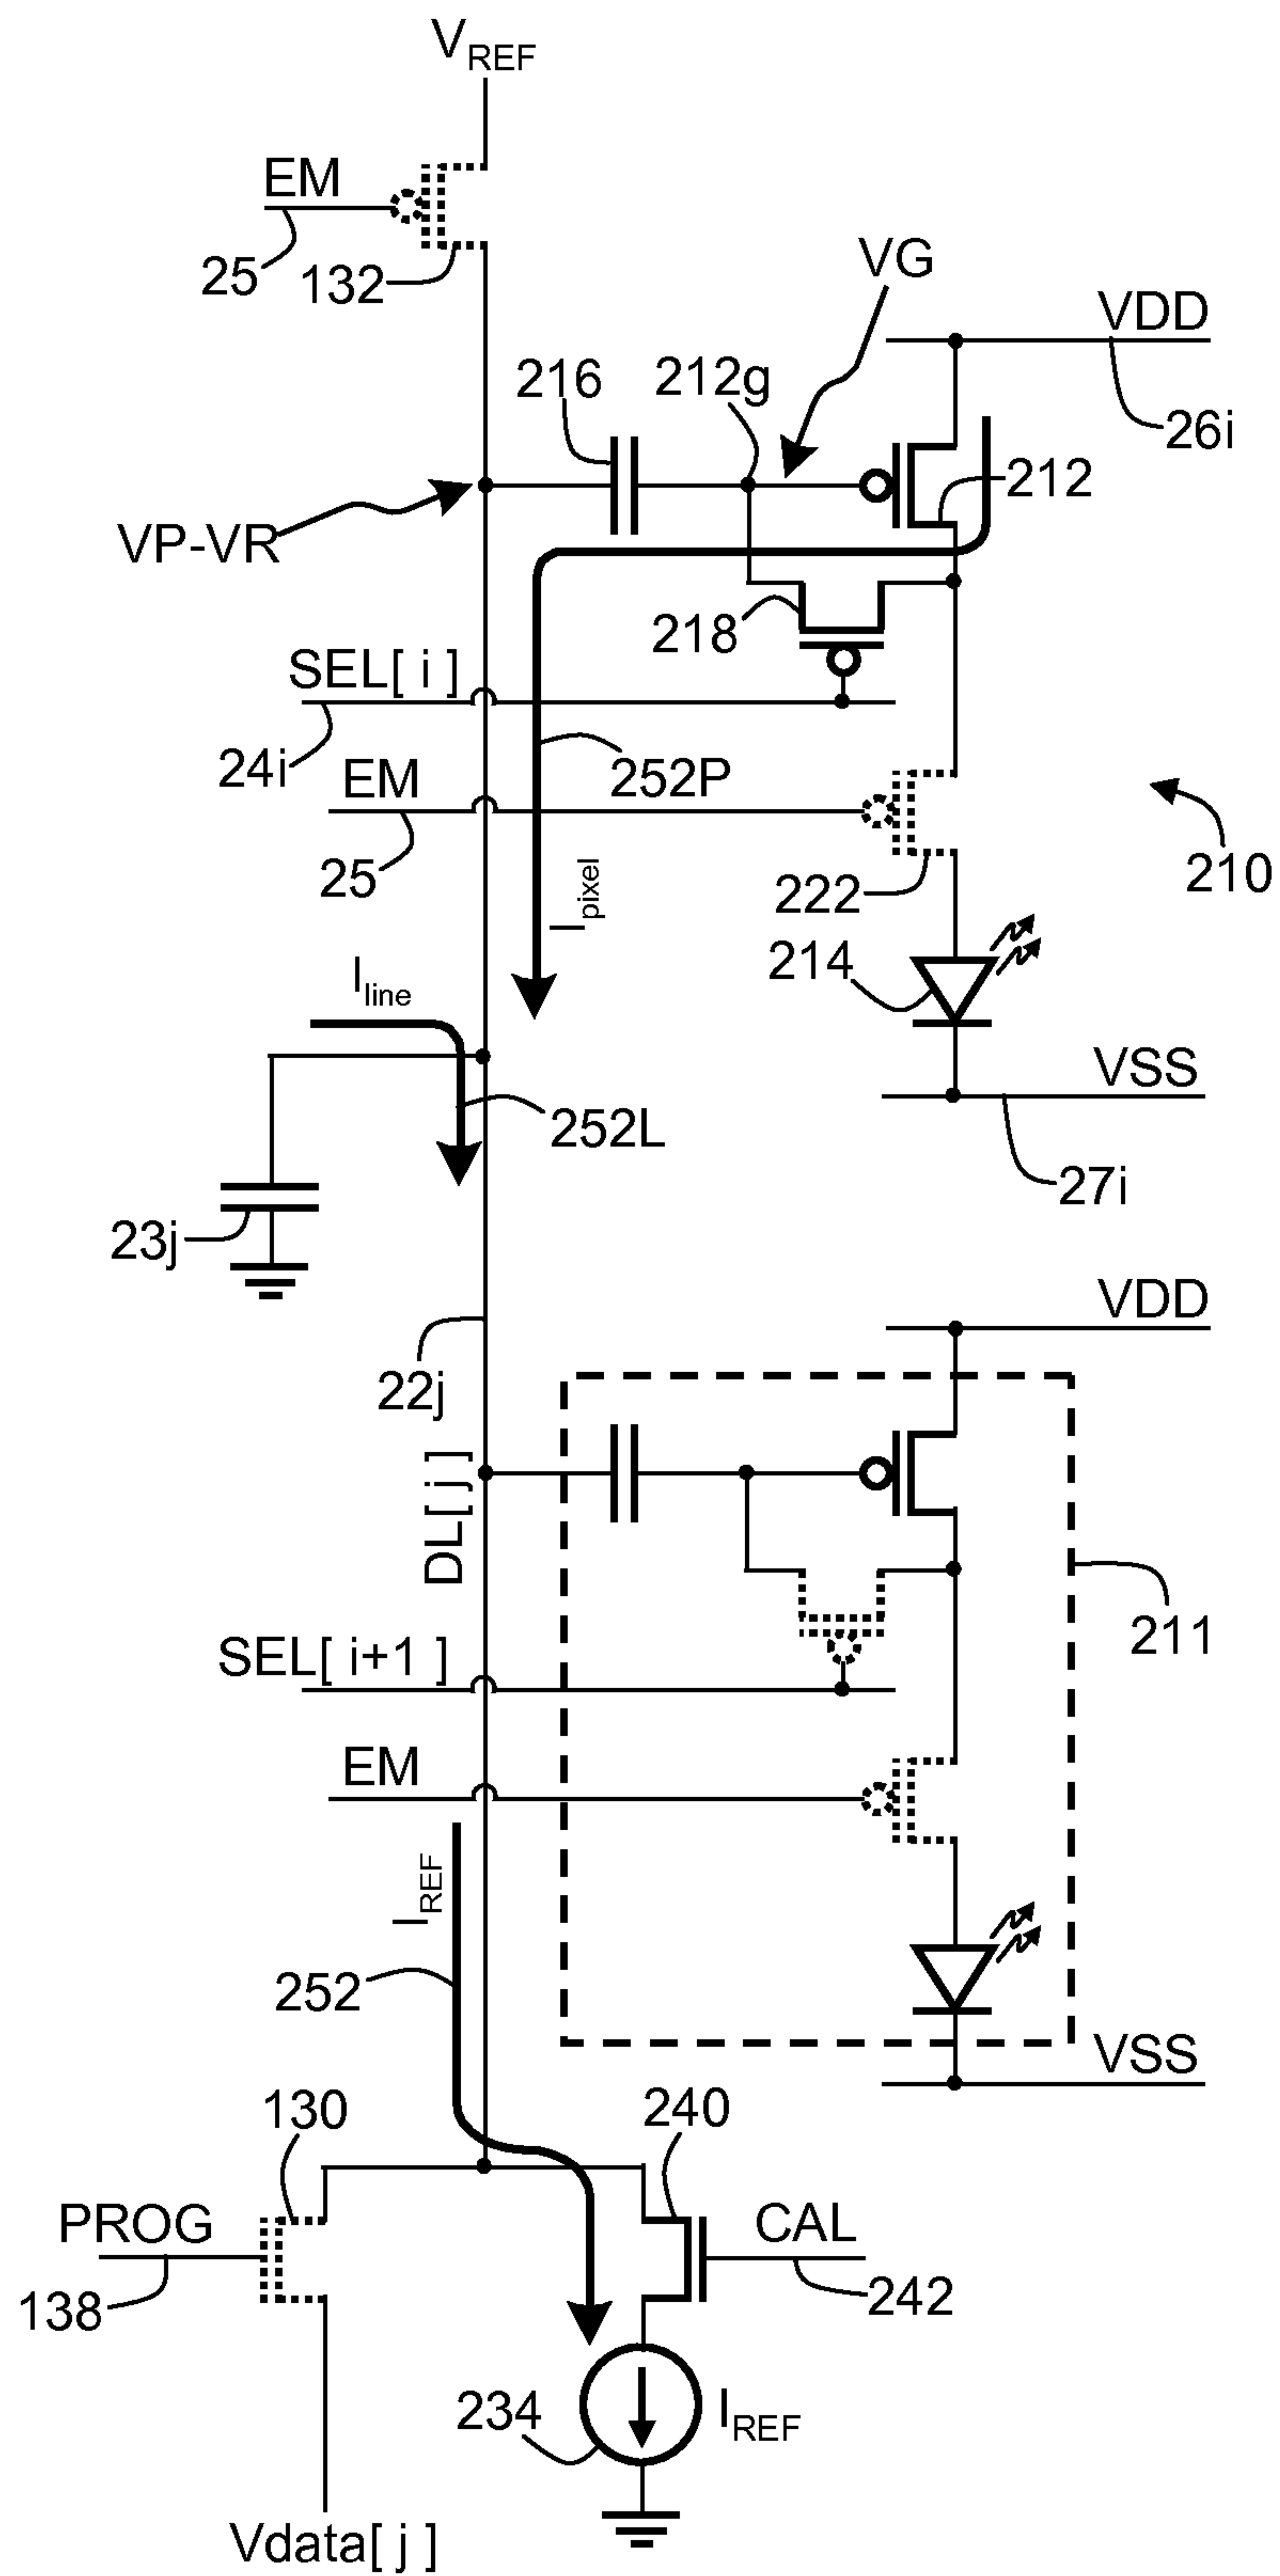 VREF
EM
25
132
VG
VDD
216
212g
26i
212
VP-VR
218
SEL[ i ]
24i
EM
252P
25
222
210
Ipixel
214
Iline
VSS
252L
27i
23j
VDD
22j
DL[ j ]
211
SEL[ i+1 ]
EM
IREF
252
VSS
130
240
PROG
CAL
138
242
234
IREF
Vdata[ j ]